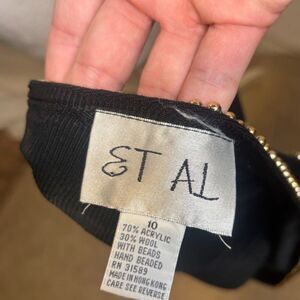 ET AL
10
70% ACRYLIC
30% WOOL
WITH BEADS
HAND BEADED
RN 31589
MADE IN HONG KONG
CARE SEE REVERSE